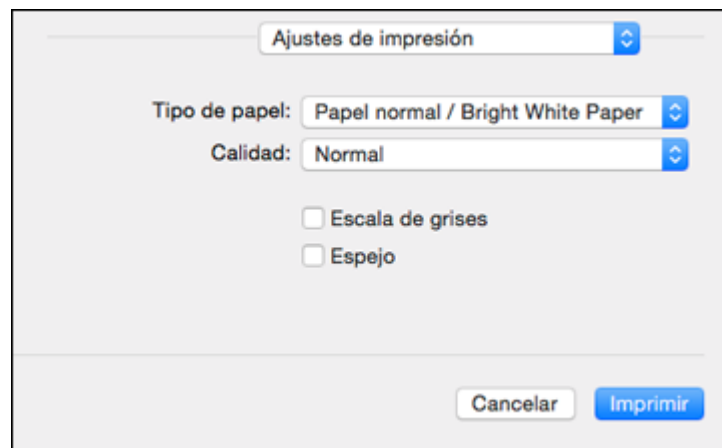 Ajustes de impresión
Tipo de papel: Papel normal / Bright White Paper
Calidad: Normal
Escala de grises
Espejo
Cancelar Imprimir